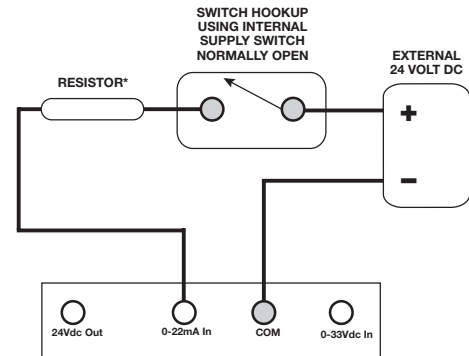 SWITCH HOOKUP
USING INTERNAL
SUPPLY SWITCH
NORMALLY OPEN
EXTERNAL
24 VOLT DC
RESISTOR*
+
–
24Vdc Out
0-22mA In
COM
0-33Vdc In